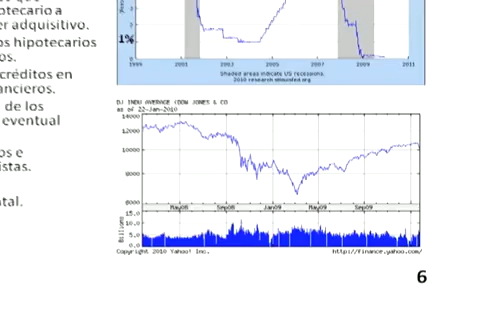 otecario a
er adquisitivo.
os hipotecarios
os.
créditos en
ancieros.
de los
eventual
os e
istas.
tal.
1%
1999
2001
2003
2005
2007
2009
2011
Shaded areas indicate US recessions.
2010 research.stlouisfed.org
DJ INDU AVERAGE (DOW JONES & CO
as of 22-Jan-2010
14000
12000
10000
8000
6000
May08
Sep08
Jan09
May09
Sep09
15.0
10.0
5.0
0.0
Billions
Copyright 2010 Yahoo! Inc.
http://finance.yahoo.com/
6